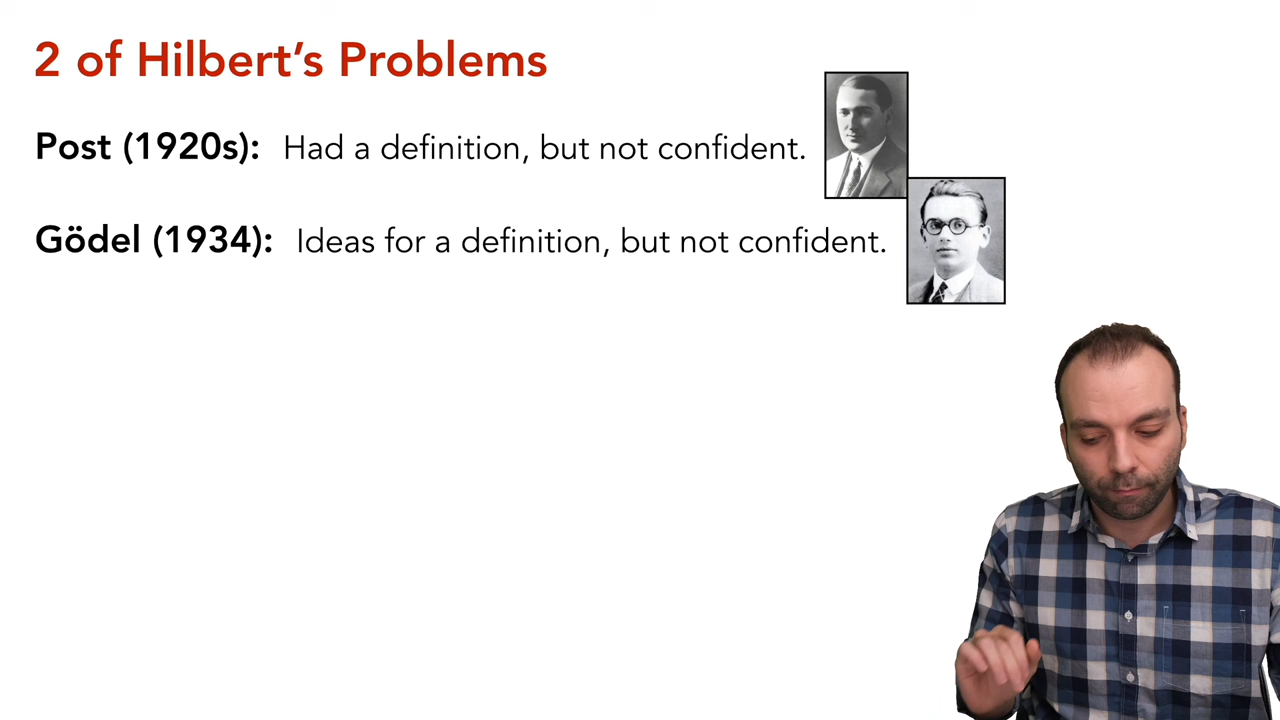 2 of Hilbert’s Problems
Post (1920s): Had a definition, but not confident.
Gödel (1934): Ideas for a definition, but not confident.